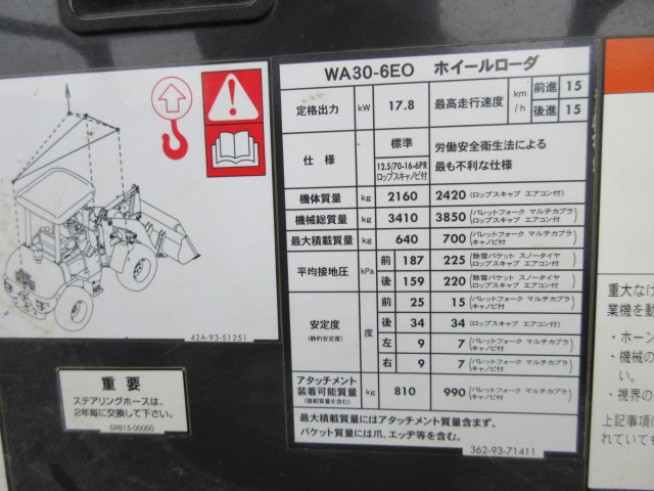 WA30-6EO ホイールローダ
定格出力 kW 17.8 最高走行速度 km/h 前進 15
後進 15
仕様 標準 労働安全衛生法による
12.5/70-16-6PR 最も不利な仕様
ロップスキャノピ付
機体質量 kg 2160 2420 (ロップスキャブ エアコン付)
機械総質量 kg 3410 3850 (パレットフォーク マルチカプラ
キャノピ付)
最大積載質量 kg 640 700 (パレットフォーク マルチカプラ
キャノピ付)
平均接地圧 kPa 前 187 225 (除雪バケット スノータイヤ
ロップスキャブ エアコン付)
後 159 220 (除雪バケット スノータイヤ
ロップスキャブ エアコン付)
安定度 度 前 25 15 (パレットフォーク マルチカプラ
キャノピ付)
(静的安定度) 後 34 34 (ロップスキャブ エアコン付)
左 9 7 (パレットフォーク マルチカプラ
キャノピ付)
右 9 7 (パレットフォーク マルチカプラ
キャノピ付)
アタッチメント
装着可能質量 kg 810 990 (パレットフォーク マルチカプラ
キャノピ付)
(積載質量を含む)
最大積載質量にはアタッチメント質量含まず。
バケット質量には爪、エッヂ等を含む。
362-93-71411
42A-93-51251
重要
ステアリングホースは、
2年毎に交換して下さい。
09815-00000
重大なけ
業機を動
・ホーン
・機械の
い。
・視界の
上記事項
れていても